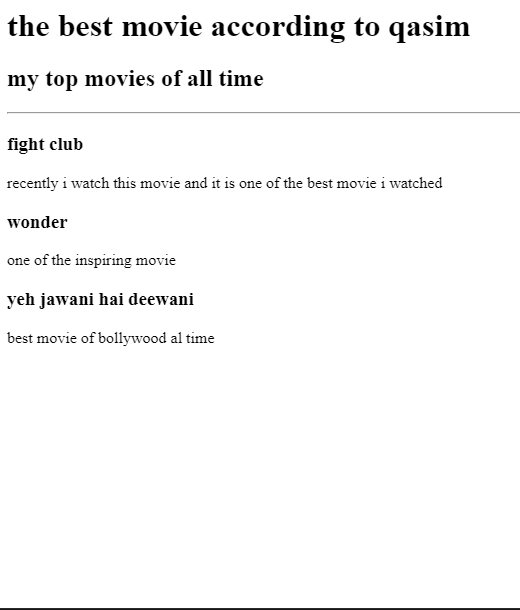 the best movie according to qasim
my top movies of all time
fight club
recently i watch this movie and it is one of the best movie i watched
wonder
one of the inspiring movie
yeh jawani hai deewani
best movie of bollywood al time